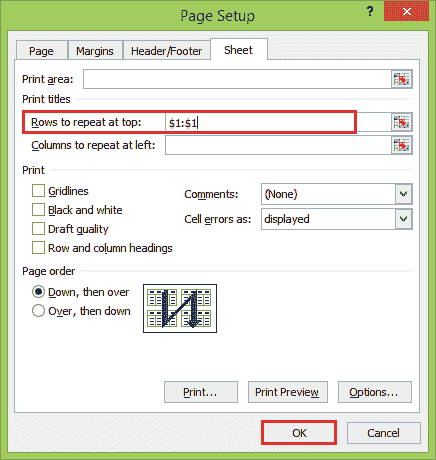 Page Setup
?
Page Margins Header/Footer Sheet
Print area:
Print titles
Rows to repeat at top: $1:$1
Columns to repeat at left:
Print
Gridlines Comments: (None)
Black and white
Draft quality Cell errors as: displayed
Row and column headings
Page order
Down, then over
Over, then down
Print... Print Preview Options...
OK Cancel